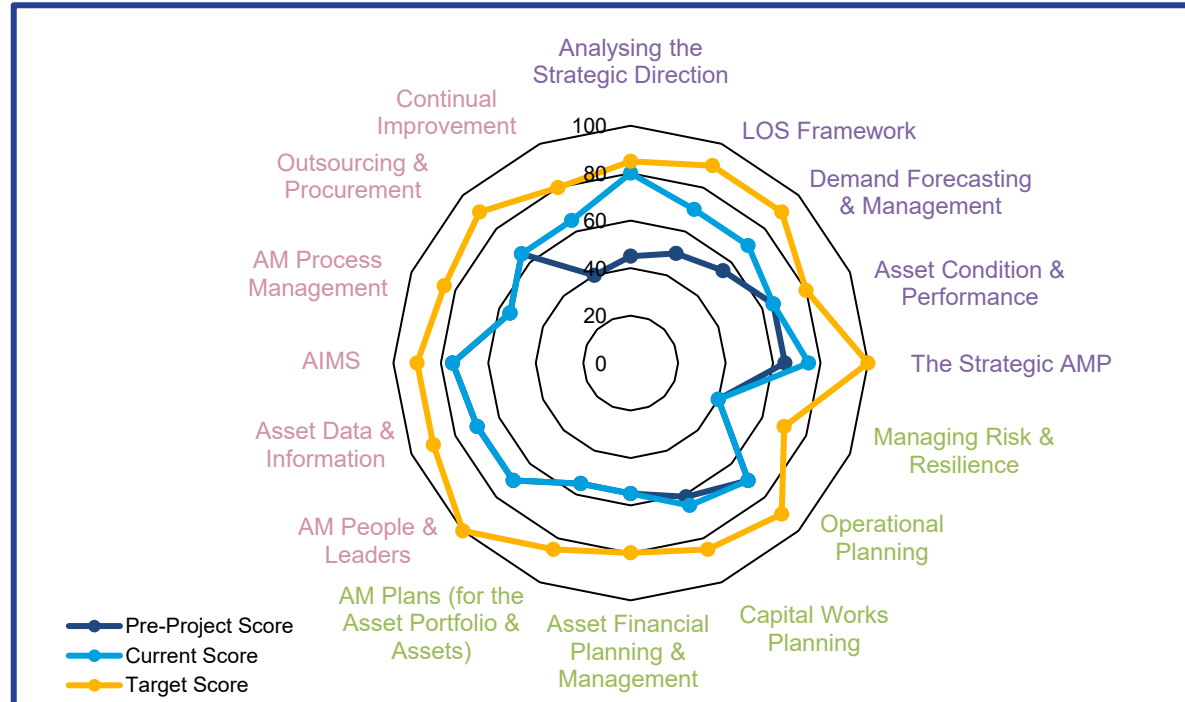 Analysing the
Strategic Direction
LOS Framework
Demand Forecasting
& Management
Asset Condition &
Performance
The Strategic AMP
Managing Risk &
Resilience
Operational
Planning
Capital Works
Planning
Asset Financial
Planning &
Management
AM Plans (for the
Asset Portfolio &
Assets)
AM People &
Leaders
Asset Data &
Information
AIMS
AM Process
Management
Outsourcing &
Procurement
Continual
Improvement
100
80
60
40
20
0
Pre-Project Score
Current Score
Target Score